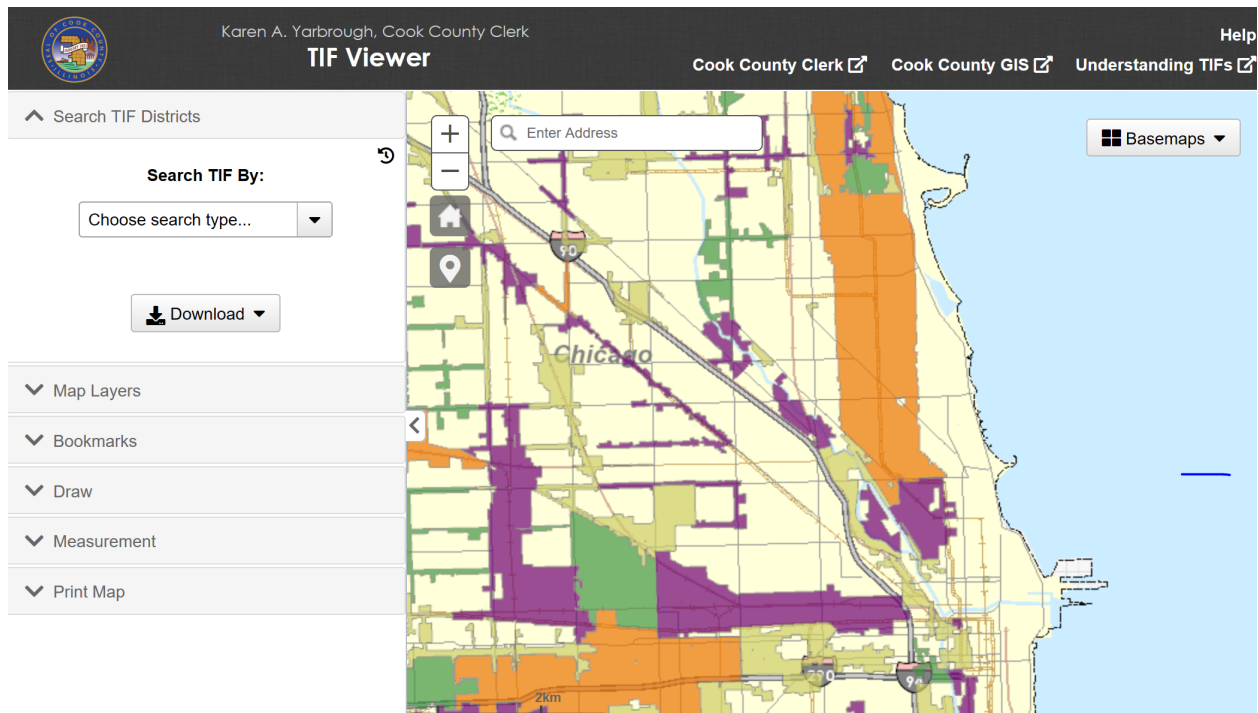 Karen A. Yarbrough, Cook County Clerk
TIF Viewer
Help
Cook County Clerk
Cook County GIS
Understanding TIFs
Search TIF Districts
Search TIF By:
Choose search type...
Download
Map Layers
Bookmarks
Draw
Measurement
Print Map
+
−
Enter Address
Basemaps
90
Chicago
290
94
2km